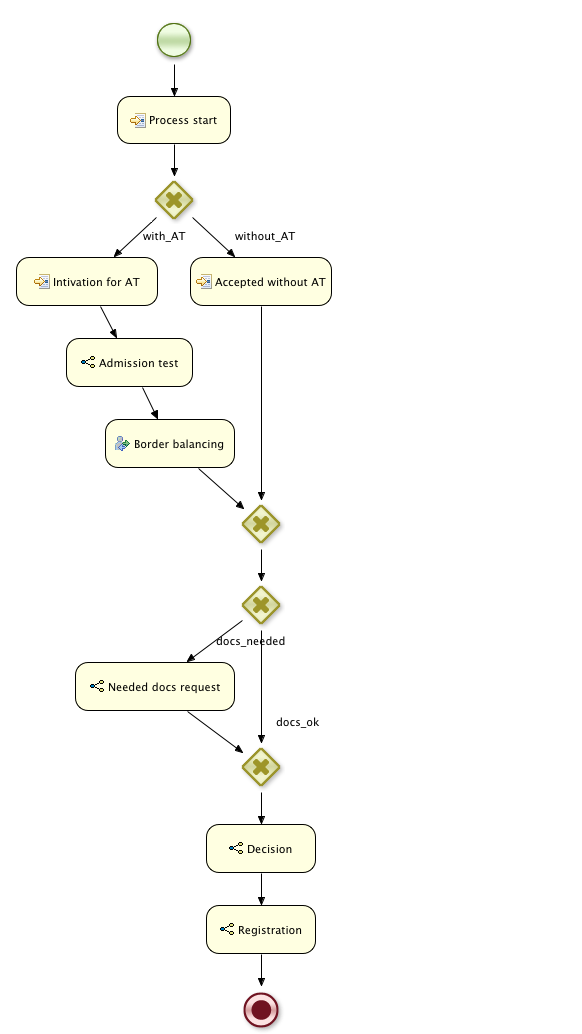 Process start
with_AT
without_AT
Intivation for AT
Accepted without AT
Admission test
Border balancing
docs_needed
Needed docs request
docs_ok
Decision
Registration